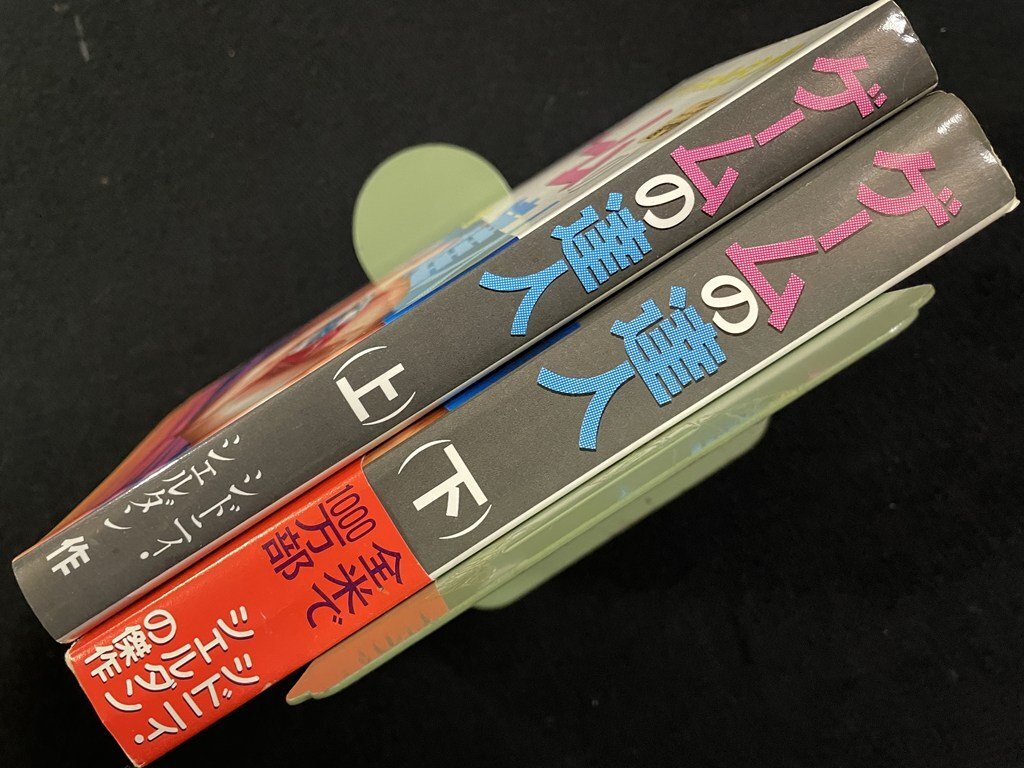 ゲームの達人
(上)
シドニィ・
シェルダン
作
ゲームの達人
(下)
全米で
1000万部
シドニィ・
シェルダン
の傑作